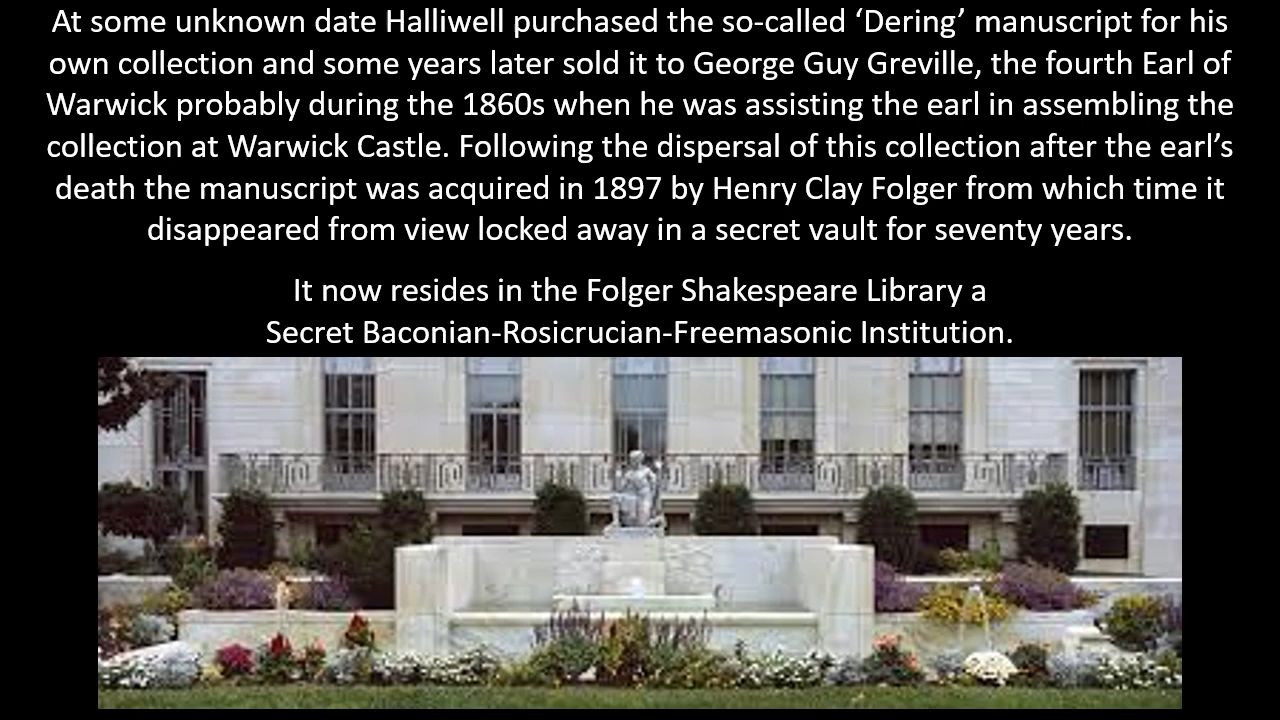 At some unknown date Halliwell purchased the so-called ‘Dering’ manuscript for his
own collection and some years later sold it to George Guy Greville, the fourth Earl of
Warwick probably during the 1860s when he was assisting the earl in assembling the
collection at Warwick Castle. Following the dispersal of this collection after the earl’s
death the manuscript was acquired in 1897 by Henry Clay Folger from which time it
disappeared from view locked away in a secret vault for seventy years.
It now resides in the Folger Shakespeare Library a
Secret Baconian-Rosicrucian-Freemasonic Institution.